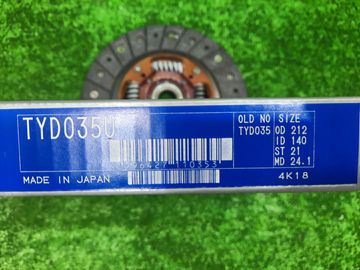 TYD035U
OLD NO
TYD035
SIZE
OD 212
ID 140
ST 21
MD 24.1
MADE IN JAPAN
4K18